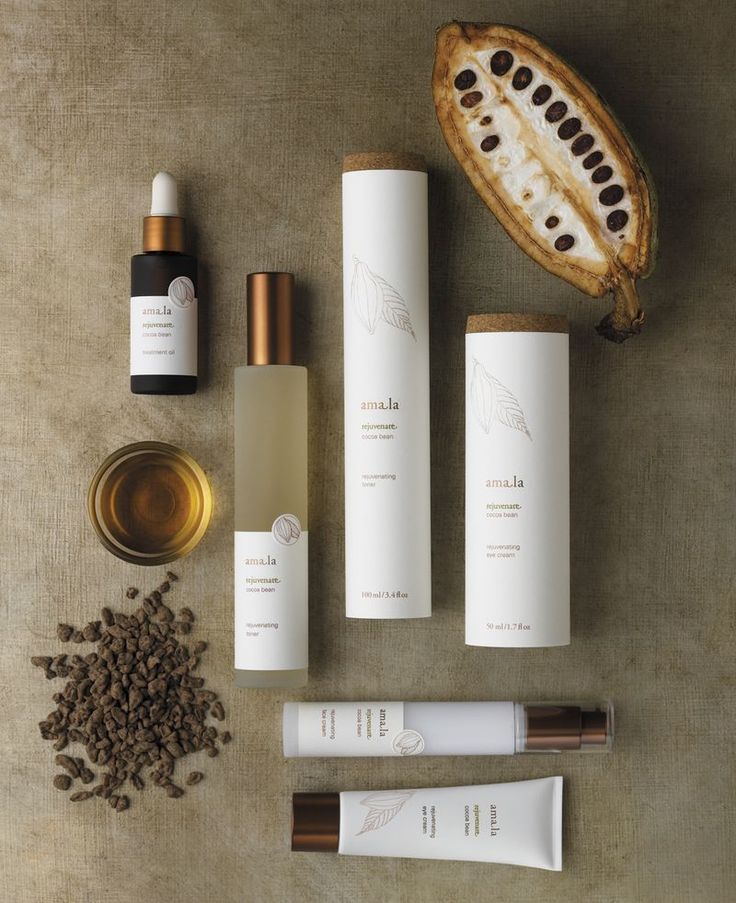 ama.la
rejuvenate.
cocoa bean
treatment oil
ama.la
rejuvenate.
cocoa bean
rejuvenating
toner
ama.la
rejuvenate.
cocoa bean
rejuvenating
toner
100 ml/3.4 fl oz
ama.la
rejuvenate.
cocoa bean
rejuvenating
eye cream
50 ml/1.7 fl oz
ama.la
rejuvenate.
cocoa bean
rejuvenating
face cream
ama.la
rejuvenate.
cocoa bean
rejuvenating
eye cream